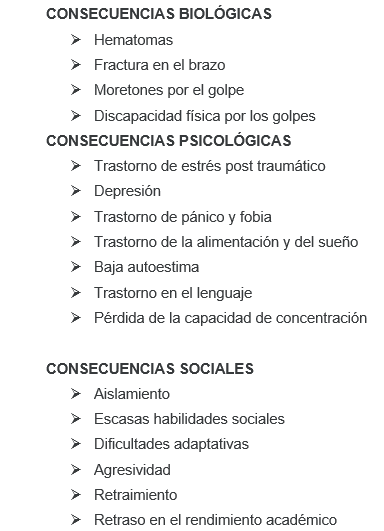 CONSECUENCIAS BIOLÓGICAS
➢ Hematomas
➢ Fractura en el brazo
➢ Moretones por el golpe
➢ Discapacidad física por los golpes
CONSECUENCIAS PSICOLÓGICAS
➢ Trastorno de estrés post traumático
➢ Depresión
➢ Trastorno de pánico y fobia
➢ Trastorno de la alimentación y del sueño
➢ Baja autoestima
➢ Trastorno en el lenguaje
➢ Pérdida de la capacidad de concentración
CONSECUENCIAS SOCIALES
➢ Aislamiento
➢ Escasas habilidades sociales
➢ Dificultades adaptativas
➢ Agresividad
➢ Retraimiento
➢ Retraso en el rendimiento académico